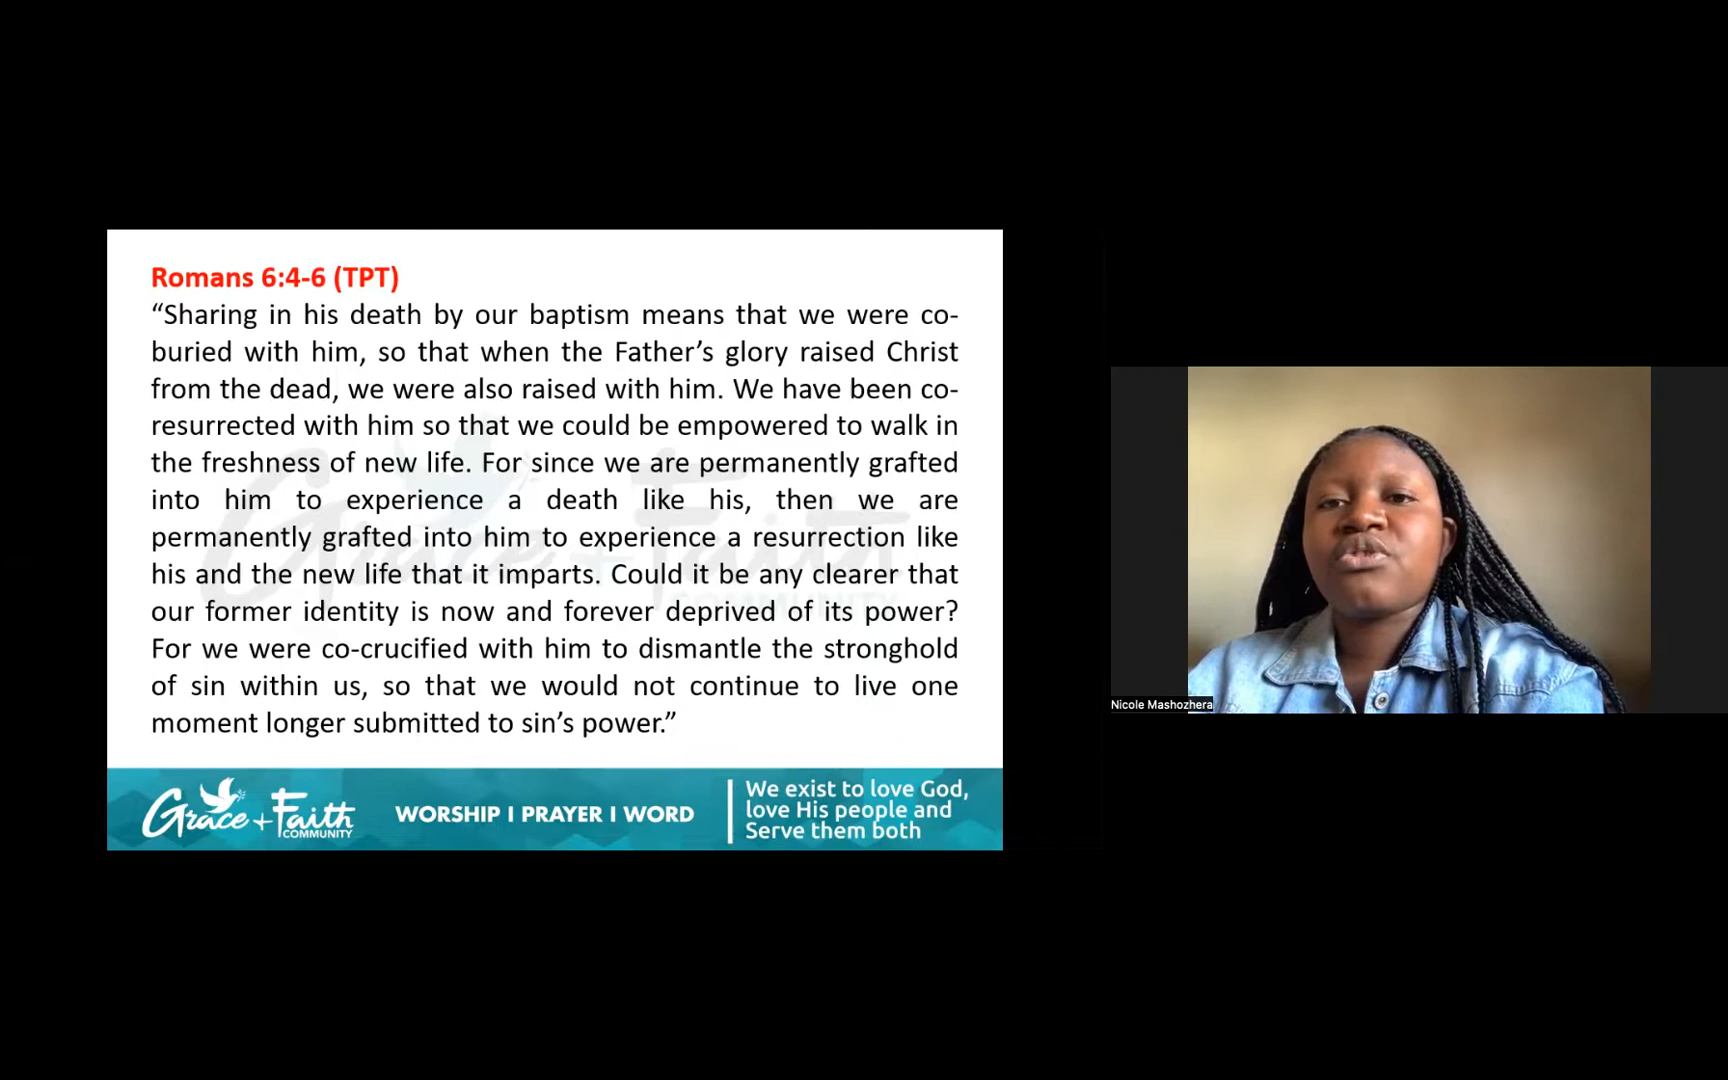 Romans 6:4-6 (TPT)
“Sharing in his death by our baptism means that we were co-
buried with him, so that when the Father’s glory raised Christ
from the dead, we were also raised with him. We have been co-
resurrected with him so that we could be empowered to walk in
the freshness of new life. For since we are permanently grafted
into him to experience a death like his, then we are
permanently grafted into him to experience a resurrection like
his and the new life that it imparts. Could it be any clearer that
our former identity is now and forever deprived of its power?
For we were co-crucified with him to dismantle the stronghold
of sin within us, so that we would not continue to live one
moment longer submitted to sin’s power.”
Grace + Faith
COMMUNITY
Grace + Faith
COMMUNITY
WORSHIP I PRAYER I WORD
We exist to love God,
love His people and
Serve them both
Nicole Mashozhera